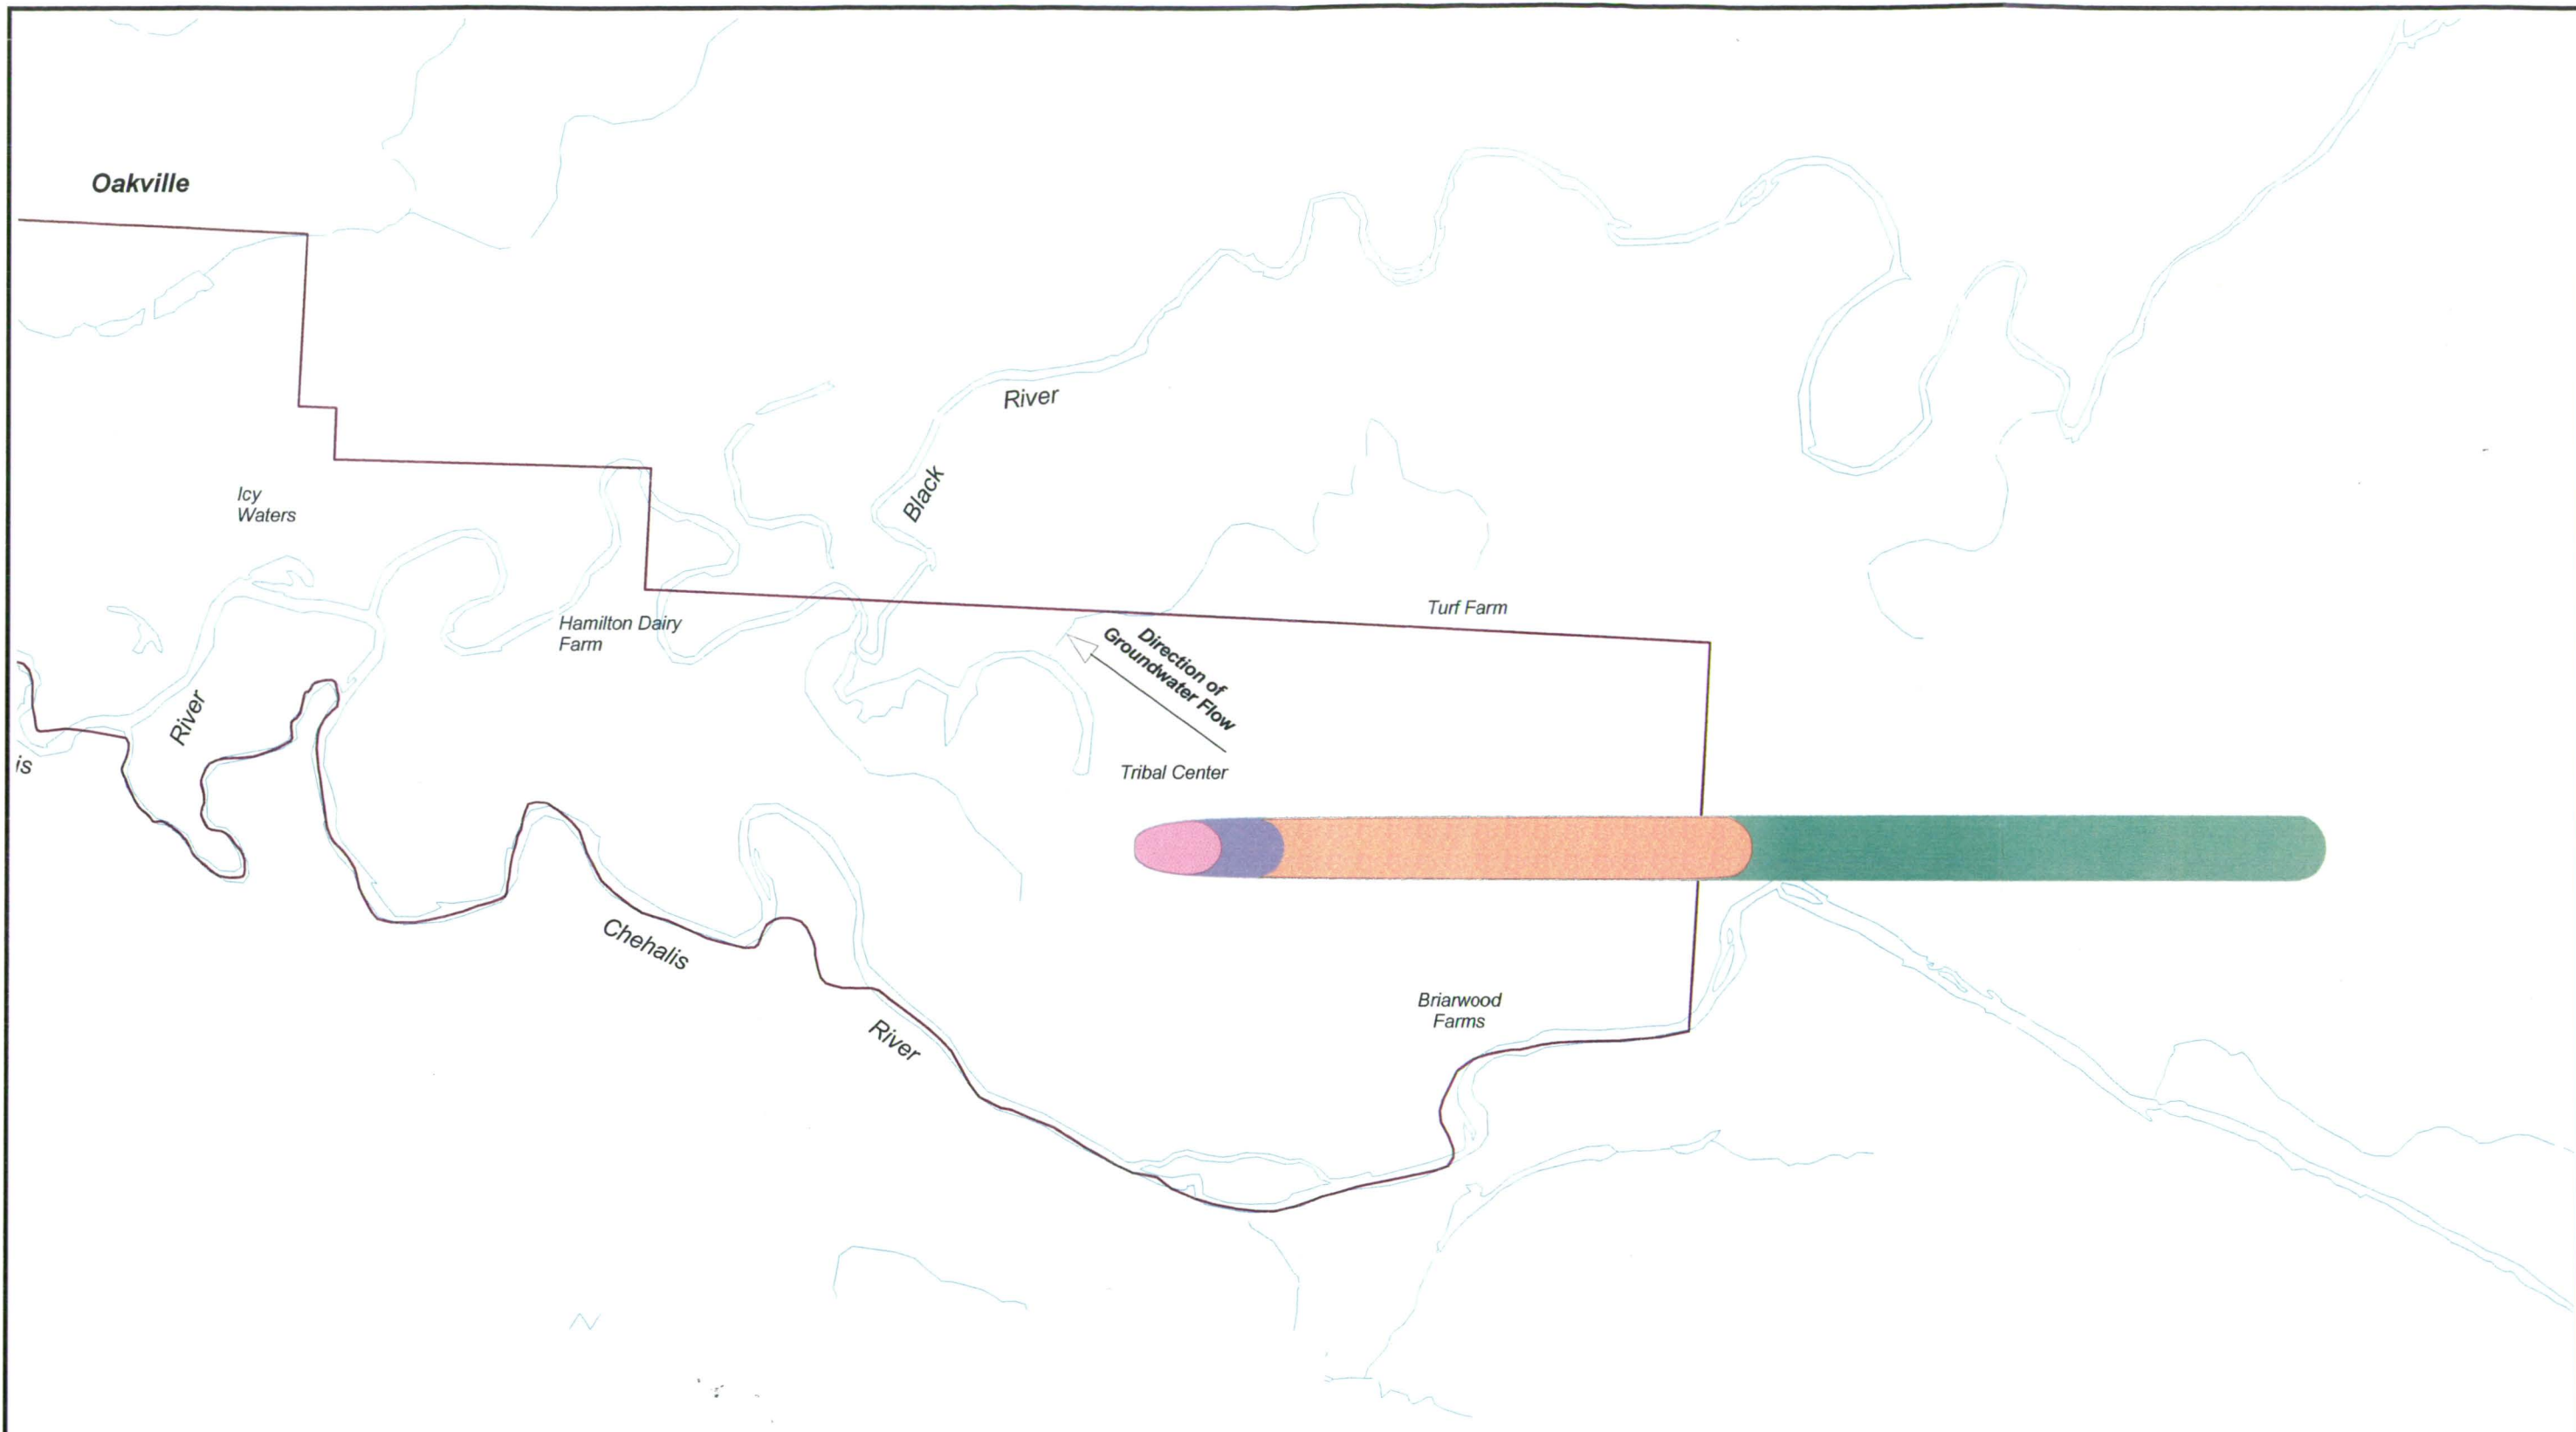 Oakville
River
Black
Icy
Waters
Turf Farm
Hamilton Dairy
Farm
Direction of
Groundwater Flow
River
is
Tribal Center
Chehalis
Briarwood
Farms
River